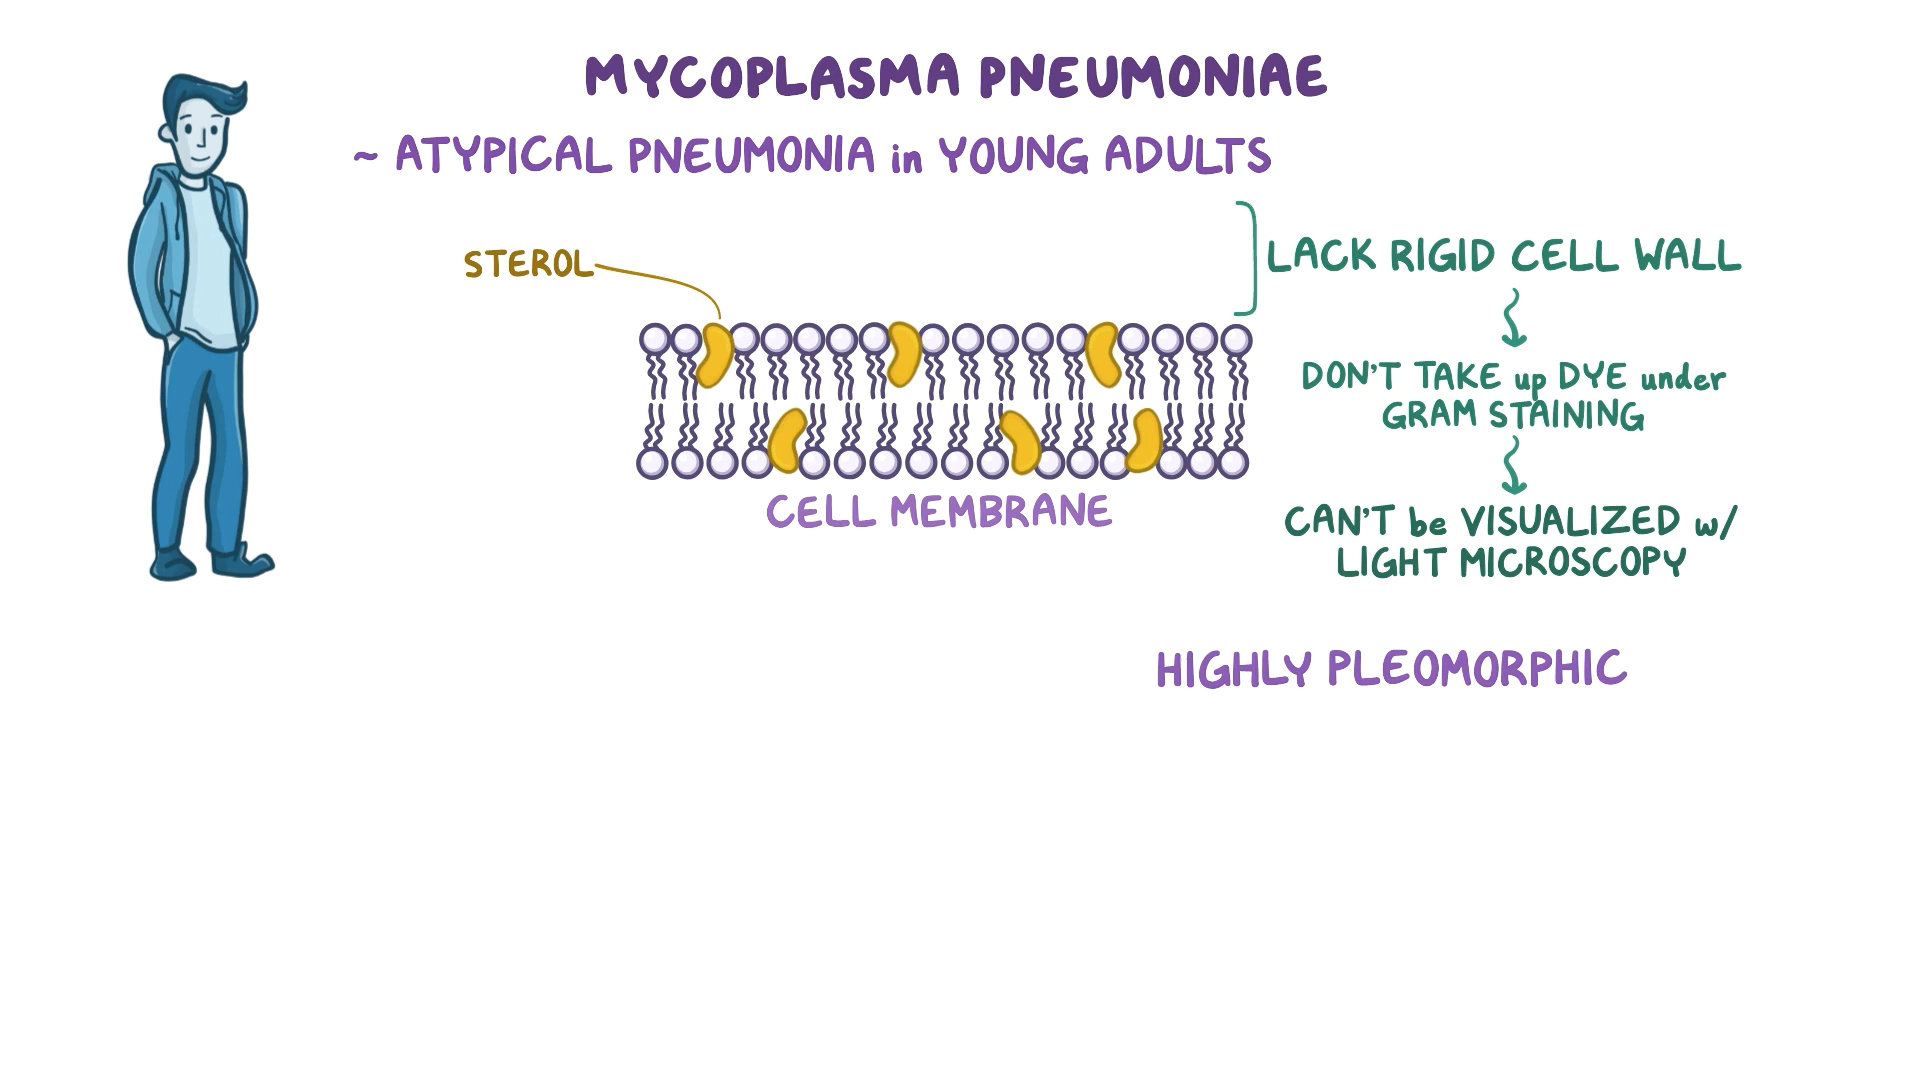 MYCOPLASMA PNEUMONIAE
~ ATYPICAL PNEUMONIA in YOUNG ADULTS
STEROL
LACK RIGID CELL WALL
DON'T TAKE up DYE under
GRAM STAINING
CELL MEMBRANE
CAN'T be VISUALIZED w/
LIGHT MICROSCOPY
HIGHLY PLEOMORPHIC